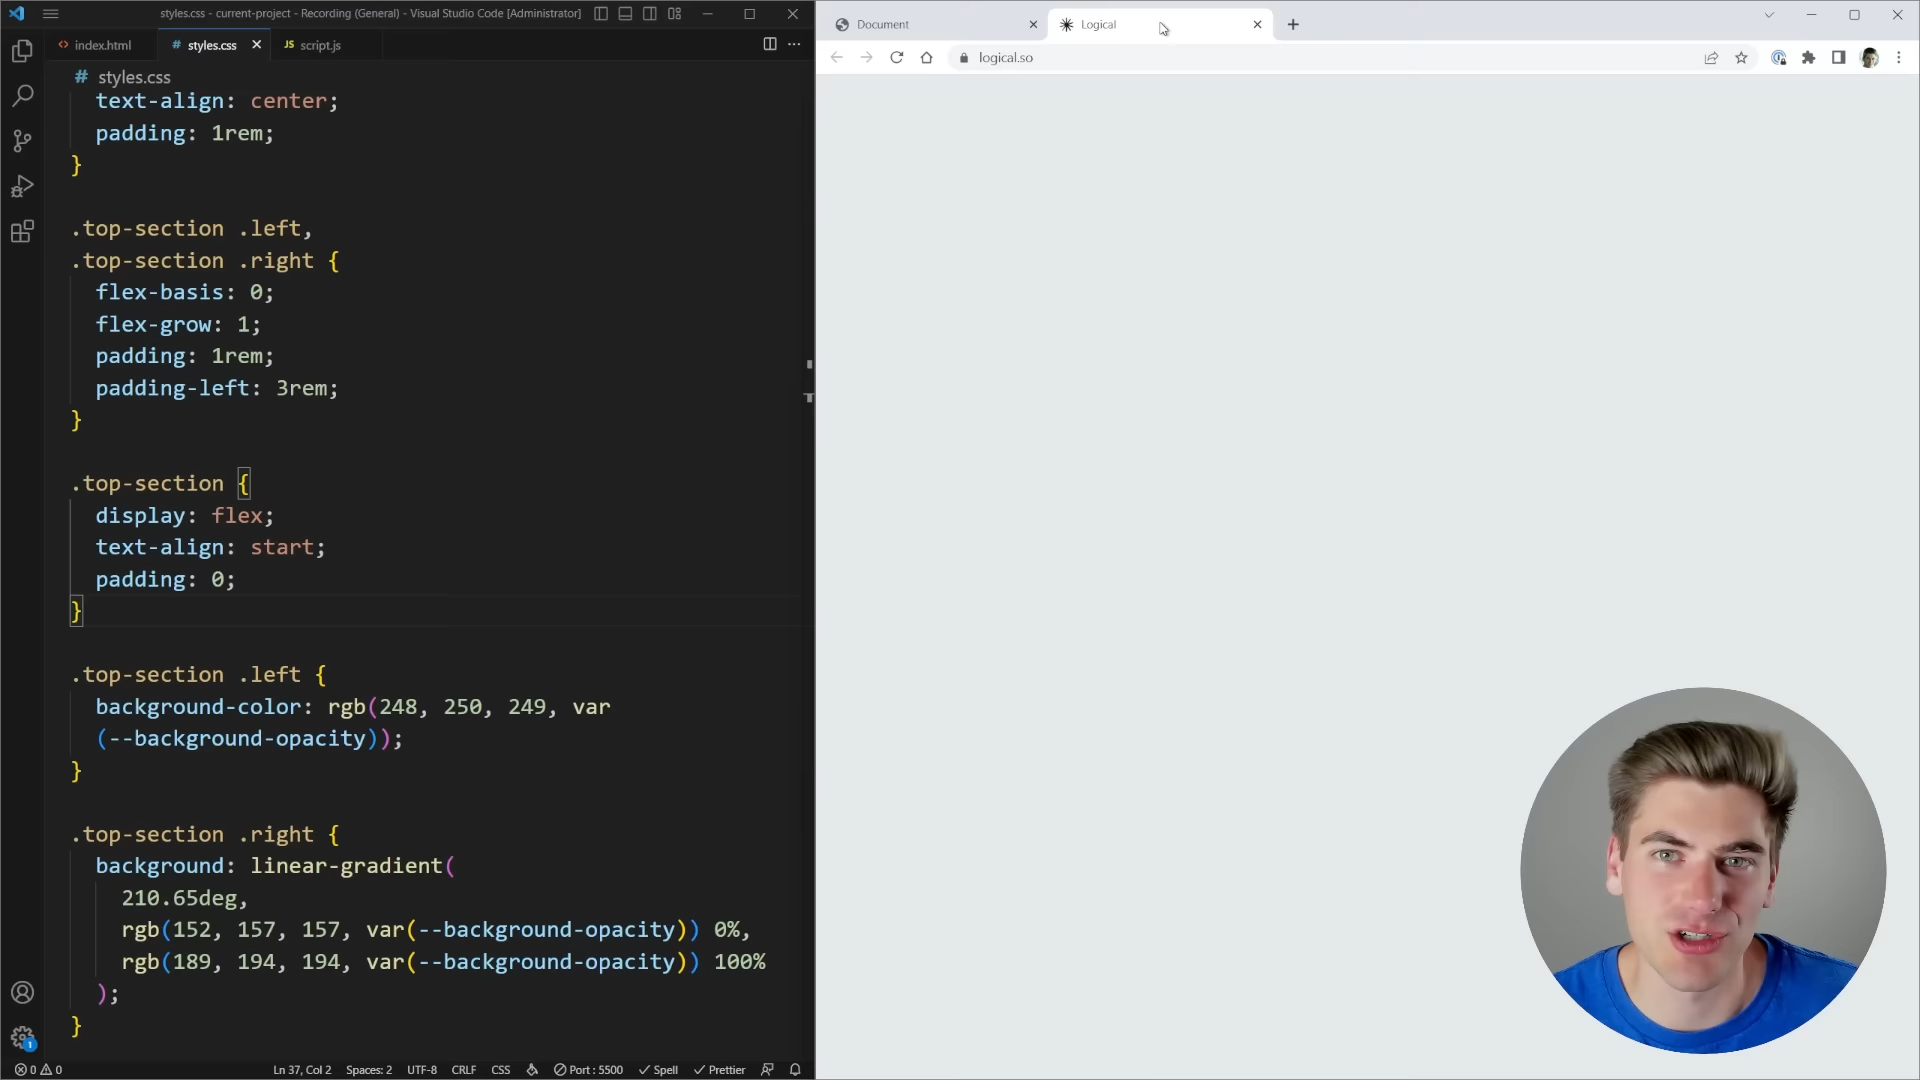 styles.css - current-project - Recording (General) - Visual Studio Code [Administrator]
index.html
# styles.css
JS script.js
# styles.css
text-align: center;
padding: 1rem;
}
.top-section .left,
.top-section .right {
flex-basis: 0;
flex-grow: 1;
padding: 1rem;
padding-left: 3rem;
}
.top-section {
display: flex;
text-align: start;
padding: 0;
}
.top-section .left {
background-color: rgb(248, 250, 249, var
(--background-opacity));
}
.top-section .right {
background: linear-gradient(
210.65deg,
rgb(152, 157, 157, var(--background-opacity)) 0%,
rgb(189, 194, 194, var(--background-opacity)) 100%
);
}
1
0 0
Ln 37, Col 2
Spaces: 2
UTF-8
CRLF
CSS
Port : 5500
Spell
Prettier
Document
Logical
logical.so